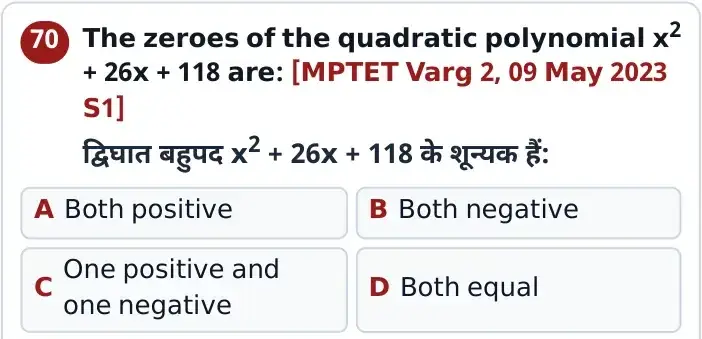 70 The zeroes of the quadratic polynomial x²
+ 26x + 118 are: [MPTET Varg 2, 09 May 2023
S1]
द्विघात बहुपद x² + 26x + 118 के शून्यक हैं:
A Both positive
B Both negative
C One positive and
one negative
D Both equal